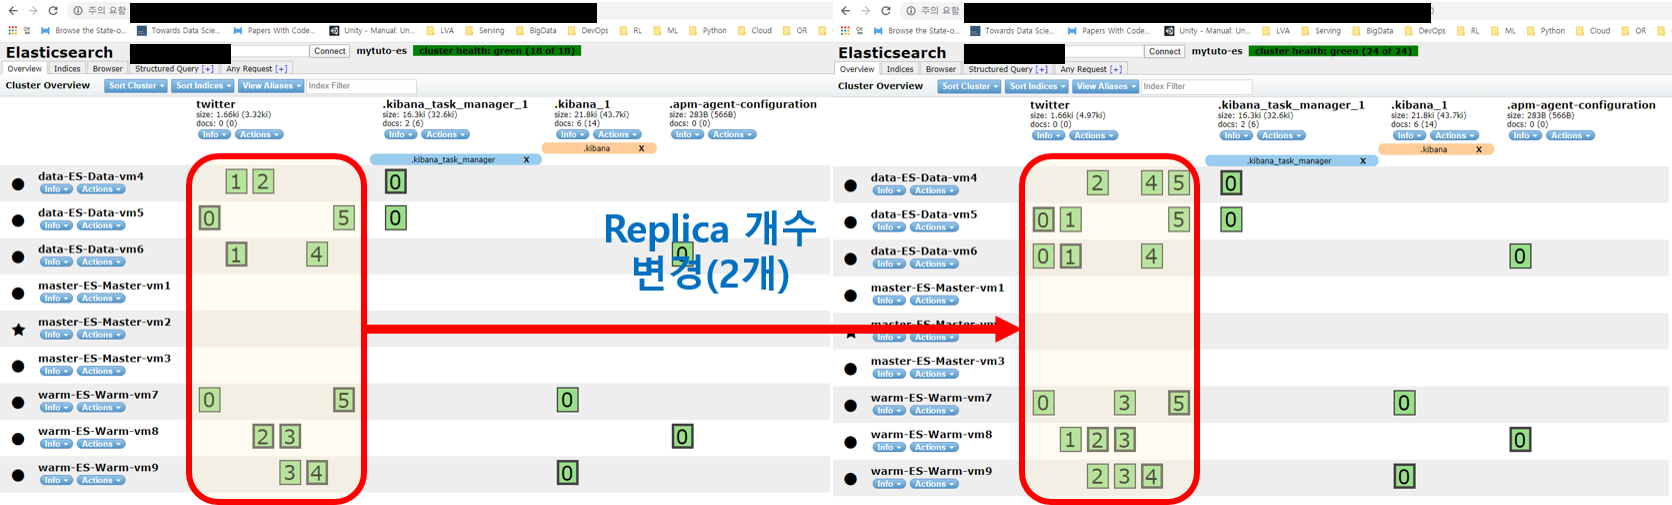 주의 요함
앱 Browse the State-o... Towards Data Scie... Papers With Code... Unity - Manual: Un... LVA Serving BigData DevOps RL ML Python Cloud OR
Elasticsearch Connect mytuto-es cluster health: green (18 of 18)
Overview Indices Browser Structured Query [+] Any Request [+]
Cluster Overview Sort Cluster Sort Indices View Aliases Index Filter
twitter .kibana_task_manager_1 .kibana_1 .apm-agent-configuration
size: 1.66ki (3.32ki) size: 16.3ki (32.6ki) size: 21.8ki (43.7ki) size: 283B (566B)
docs: 0 (0) docs: 2 (6) docs: 6 (14) docs: 0 (0)
Info Actions Info Actions Info Actions Info Actions
.kibana X
.kibana_task_manager X
data-ES-Data-vm4 1 2 0
Info Actions
data-ES-Data-vm5 0 5 0
Info Actions
data-ES-Data-vm6 1 4 0
Info Actions
master-ES-Master-vm1
Info Actions
master-ES-Master-vm2
Info Actions
master-ES-Master-vm3
Info Actions
warm-ES-Warm-vm7 0 5 0
Info Actions
warm-ES-Warm-vm8 2 3 0
Info Actions
warm-ES-Warm-vm9 3 4 0
Info Actions
Replica 개수
변경(2개)
주의 요함
앱 Browse the State-o... Towards Data Scie... Papers With Code... Unity - Manual: Un... LVA Serving BigData DevOps RL ML Python Cloud OR
Elasticsearch Connect mytuto-es cluster health: green (24 of 24)
Overview Indices Browser Structured Query [+] Any Request [+]
Cluster Overview Sort Cluster Sort Indices View Aliases Index Filter
twitter .kibana_task_manager_1 .kibana_1 .apm-agent-configuration
size: 1.66ki (4.97ki) size: 16.3ki (32.6ki) size: 21.8ki (43.7ki) size: 283B (566B)
docs: 0 (0) docs: 2 (6) docs: 6 (14) docs: 0 (0)
Info Actions Info Actions Info Actions Info Actions
.kibana X
.kibana_task_manager X
data-ES-Data-vm4 2 4 5 0
Info Actions
data-ES-Data-vm5 0 1 5 0
Info Actions
data-ES-Data-vm6 0 1 4 0
Info Actions
master-ES-Master-vm1
Info Actions
master-ES-Master-vm
Info Actions
master-ES-Master-vm3
Info Actions
warm-ES-Warm-vm7 0 3 5 0
Info Actions
warm-ES-Warm-vm8 1 2 3 0
Info Actions
warm-ES-Warm-vm9 2 3 4 0
Info Actions